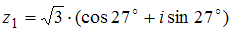 z₁ = √3 · (cos 27° + i sin 27°)